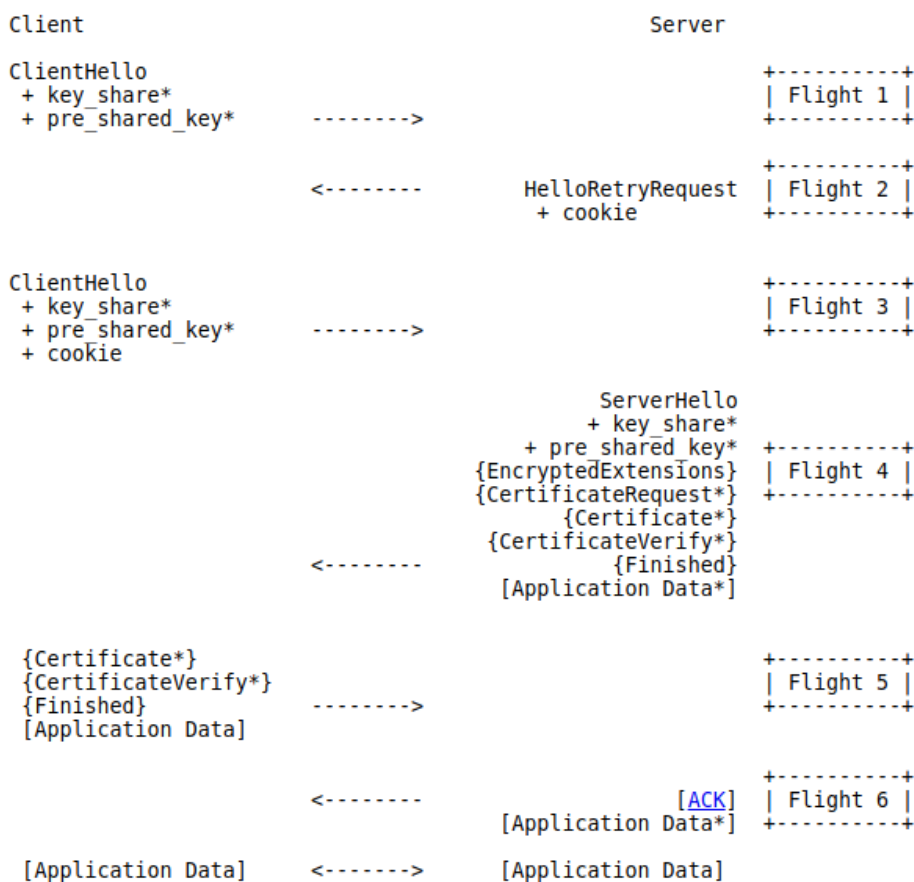 Client Server
ClientHello +----------+
+ key_share* | Flight 1 |
+ pre_shared_key* --------> +----------+
+----------+
<-------- HelloRetryRequest | Flight 2 |
+ cookie +----------+
ClientHello +----------+
+ key_share* | Flight 3 |
+ pre_shared_key* --------> +----------+
+ cookie
ServerHello
+ key_share*
+ pre_shared_key* +----------+
{EncryptedExtensions} | Flight 4 |
{CertificateRequest*} +----------+
{Certificate*}
{CertificateVerify*}
<-------- {Finished}
[Application Data*]
{Certificate*} +----------+
{CertificateVerify*} | Flight 5 |
{Finished} --------> +----------+
[Application Data]
+----------+
<-------- [ACK] | Flight 6 |
[Application Data*] +----------+
[Application Data] <-------> [Application Data]